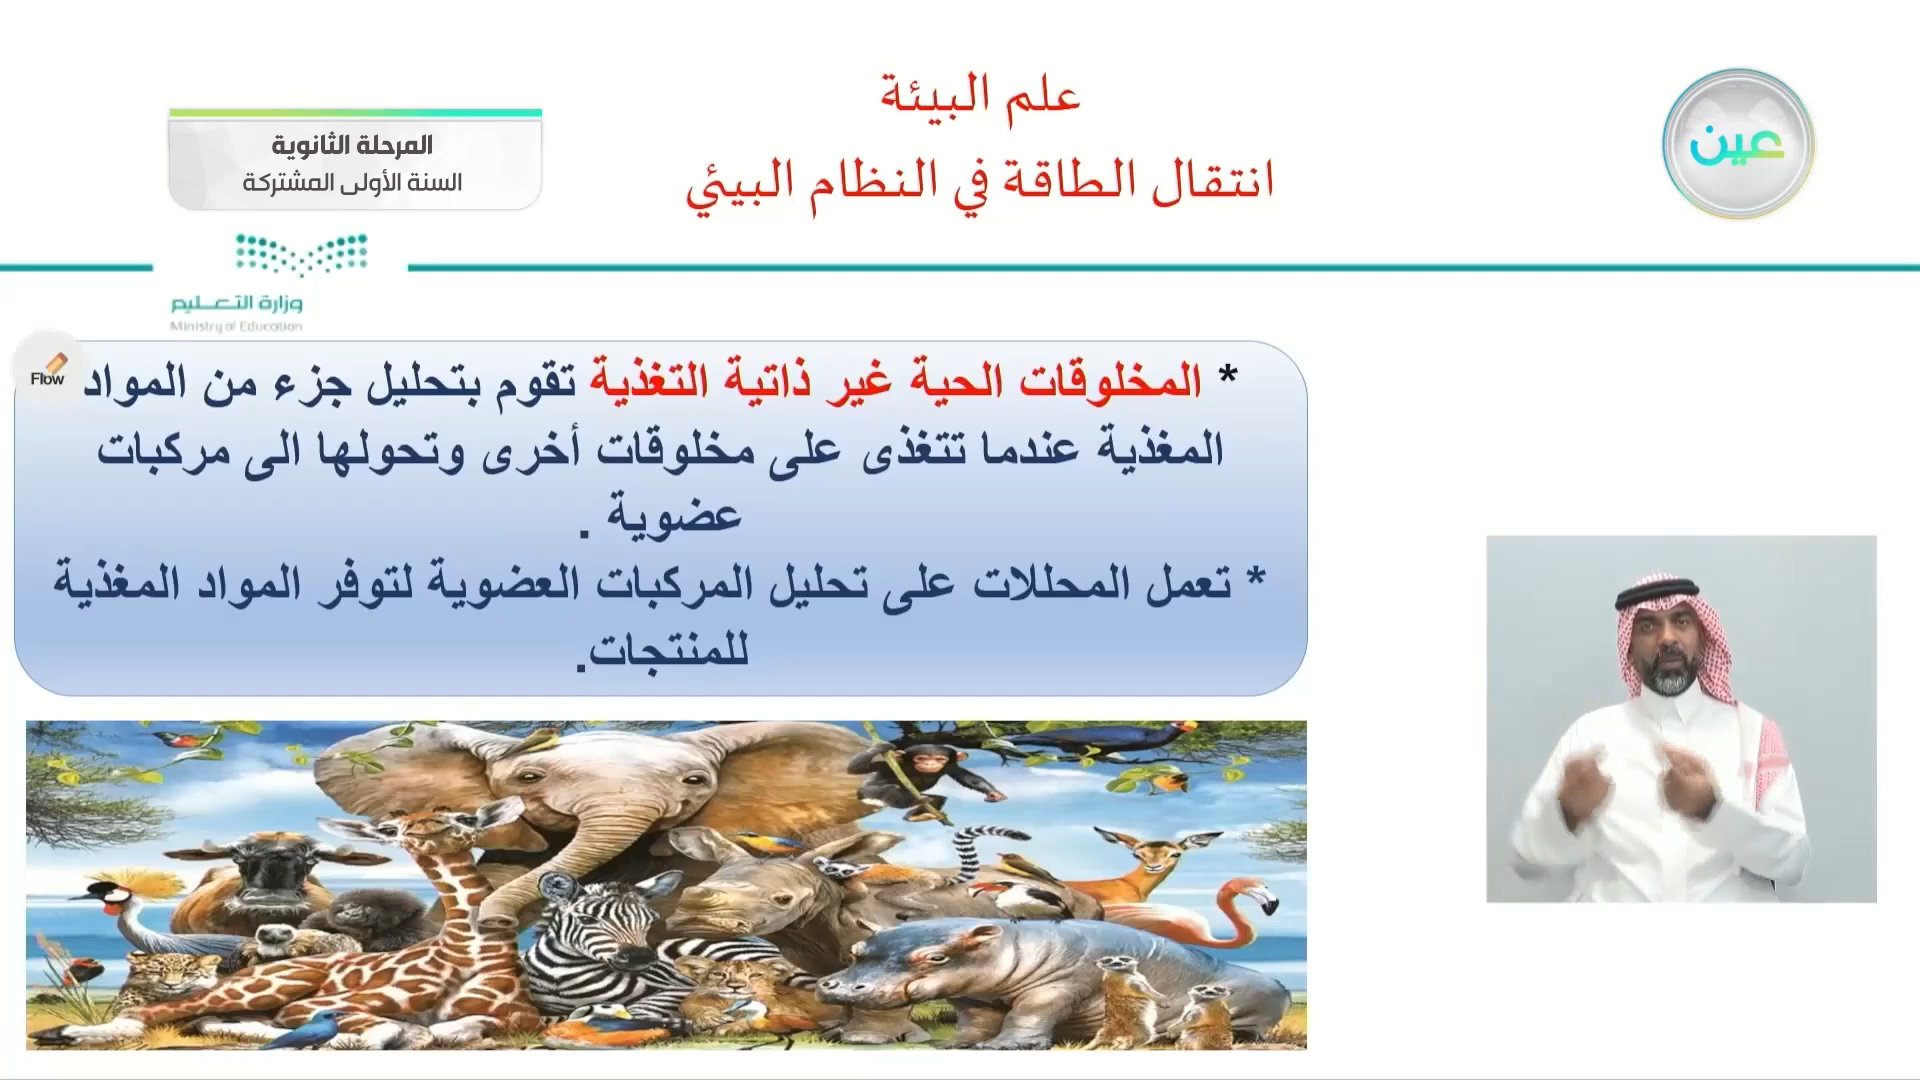 علم البيئة
انتقال الطاقة في النظام البيئي
عين
المرحلة الثانوية
السنة الأولى المشتركة
وزارة التعليم
Ministry of Education
Flow
* المخلوقات الحية غير ذاتية التغذية تقوم بتحليل جزء من المواد
المغذية عندما تتغذى على مخلوقات أخرى وتحولها الى مركبات
عضوية .
* تعمل المحللات على تحليل المركبات العضوية لتوفر المواد المغذية
للمنتجات.